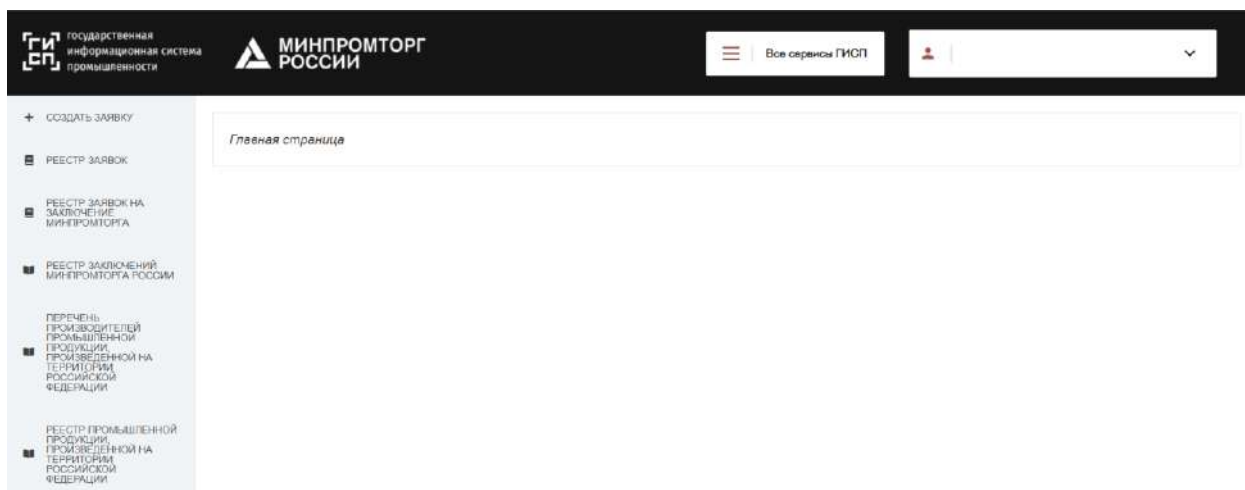 государственная
информационная система
промышленности
ГИСП
МИНПРОМТОРГ
РОССИИ
Все сервисы ГИСП
СОЗДАТЬ ЗАЯВКУ
Главная страница
РЕЕСТР ЗАЯВОК
РЕЕСТР ЗАЯВОК НА
ЗАКЛЮЧЕНИЕ
МИНПРОМТОРГА
РЕЕСТР ЗАКЛЮЧЕНИЙ
МИНПРОМТОРГА РОССИИ
ПЕРЕЧЕНЬ
ПРОИЗВОДИТЕЛЕЙ
ПРОМЫШЛЕННОЙ
ПРОДУКЦИИ,
ПРОИЗВЕДЕННОЙ НА
ТЕРРИТОРИИ
РОССИЙСКОЙ
ФЕДЕРАЦИИ
РЕЕСТР ПРОМЫШЛЕННОЙ
ПРОДУКЦИИ,
ПРОИЗВЕДЕННОЙ НА
ТЕРРИТОРИИ
РОССИЙСКОЙ
ФЕДЕРАЦИИ